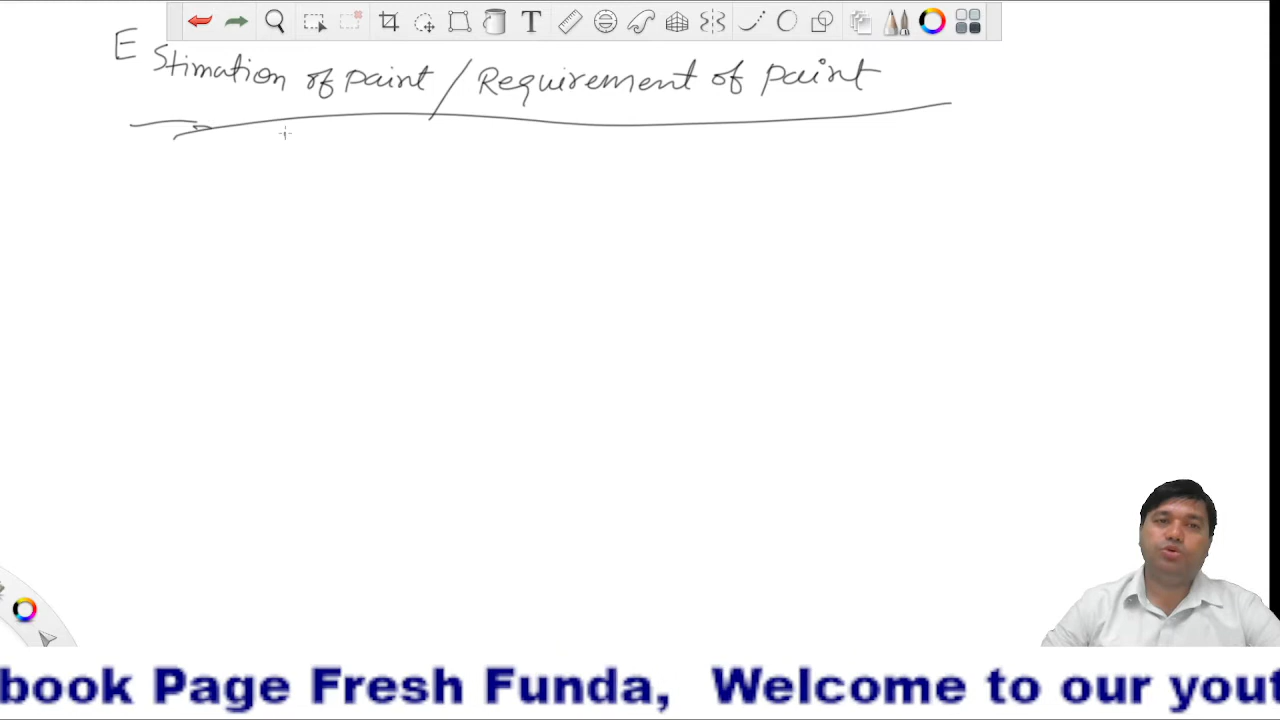 T
E Stimation of paint / Requirement of paint
book Page Fresh Funda, Welcome to our yout